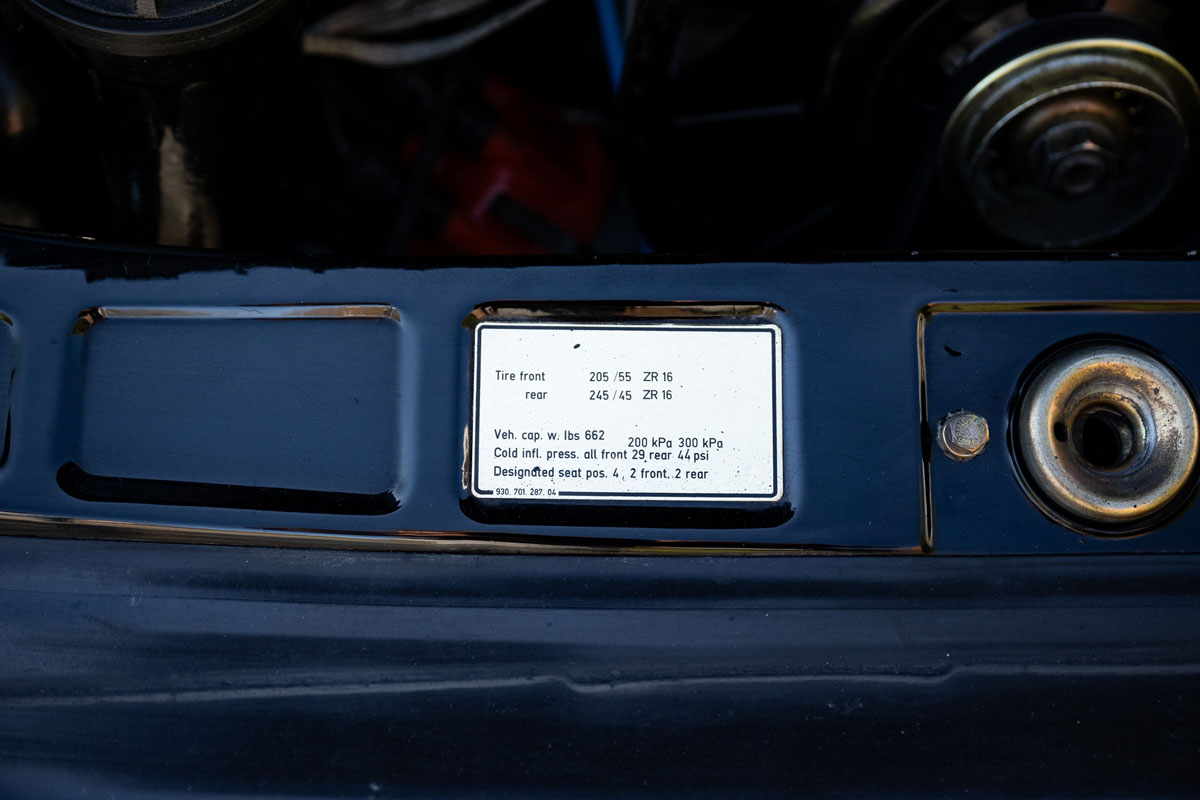 Tire front 205 /55 ZR 16
rear 245 / 45 ZR 16
Veh. cap. w. lbs 662 200 kPa 300 kPa
Cold infl. press. all front 29 rear 44 psi
Designated seat pos. 4 , 2 front, 2 rear
930. 701. 287. 04